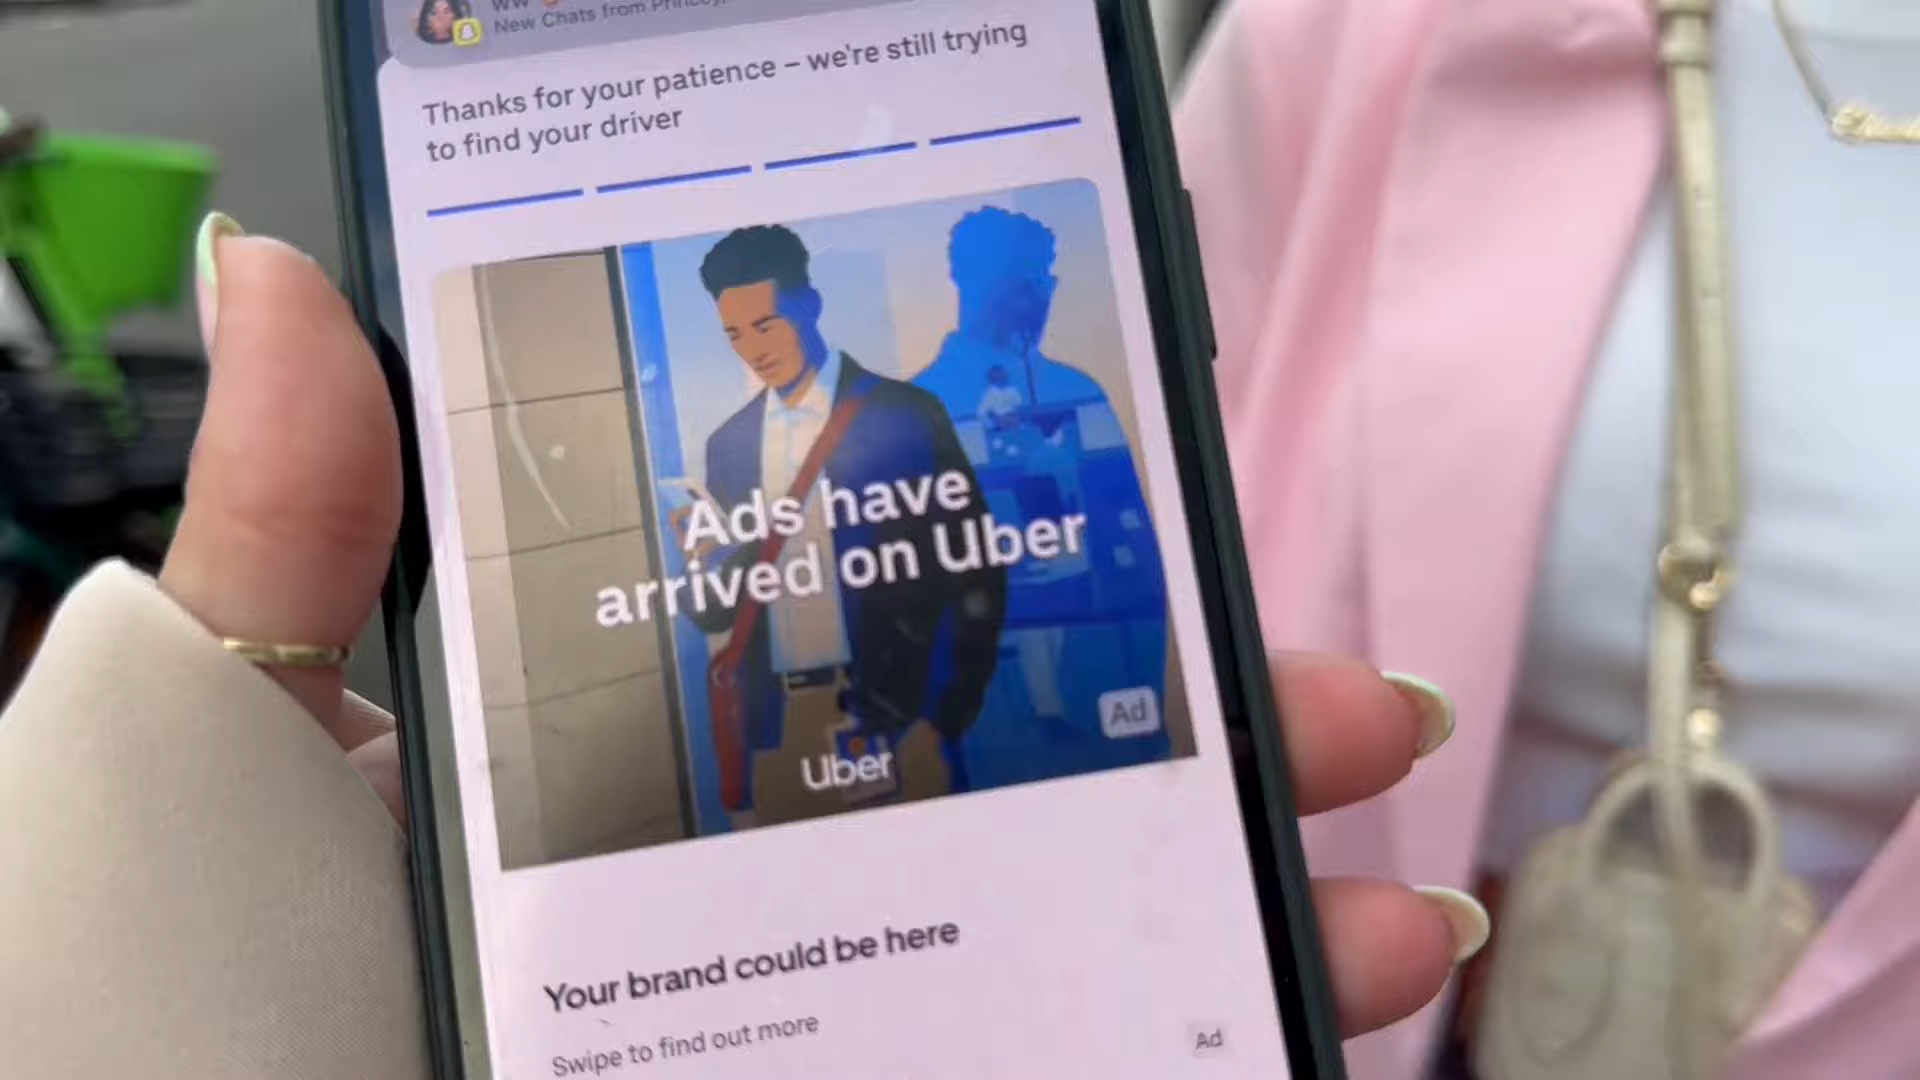 New Chats from
Thanks for your patience – we're still trying
to find your driver
Ads have
arrived on Uber
Ad
Uber
Your brand could be here
Swipe to find out more
Ad